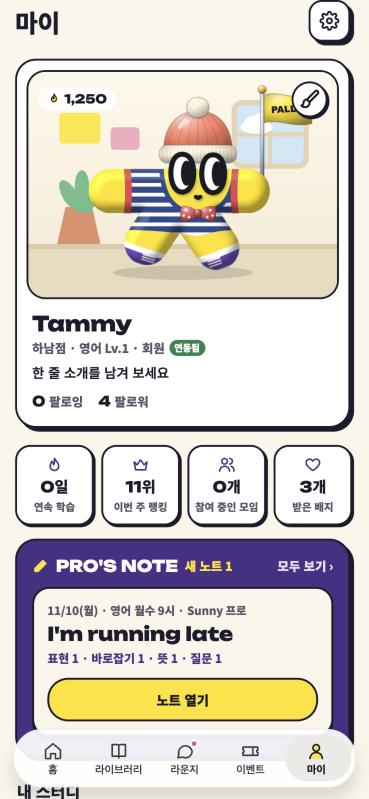 마이
1,250
Tammy
하남점 · 영어 Lv.1 · 회원 연동됨
한 줄 소개를 남겨 보세요
0 팔로잉 4 팔로워
0일 11위 0개 3개
연속 학습 이번 주 랭킹 참여 중인 모임 받은 배지
PRO'S NOTE 새 노트 1 모두 보기 ›
11/10(월) · 영어 월수 9시 · Sunny 프로
I'm running late
표현 1 · 바로잡기 1 · 뜻 1 · 질문 1
노트 열기
홈 라이브러리 라운지 이벤트 마이
내 스터디